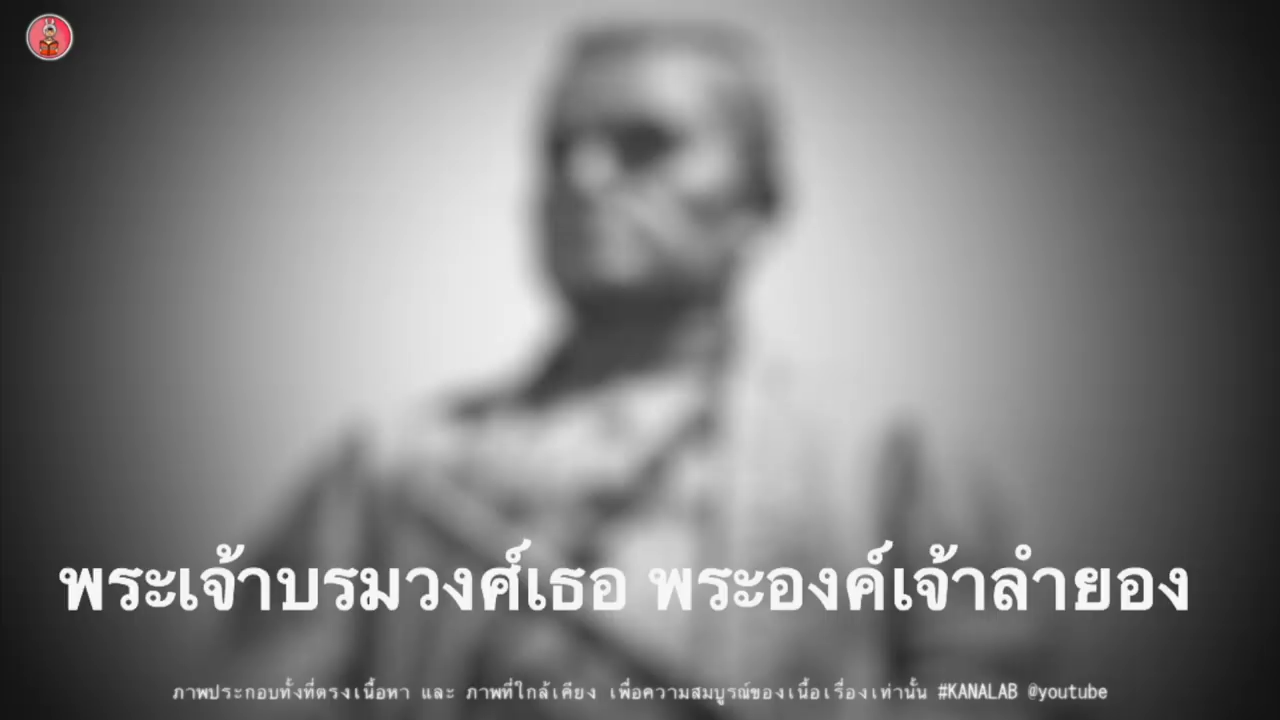 พระเจ้าบรมวงศ์เธอ พระองค์เจ้าลำยอง
ภาพประกอบทั้งที่ตรงเนื้อหา และ ภาพที่ใกล้เคียง เพื่อความสมบูรณ์ของเนื้อเรื่องเท่านั้น #KANALAB @youtube